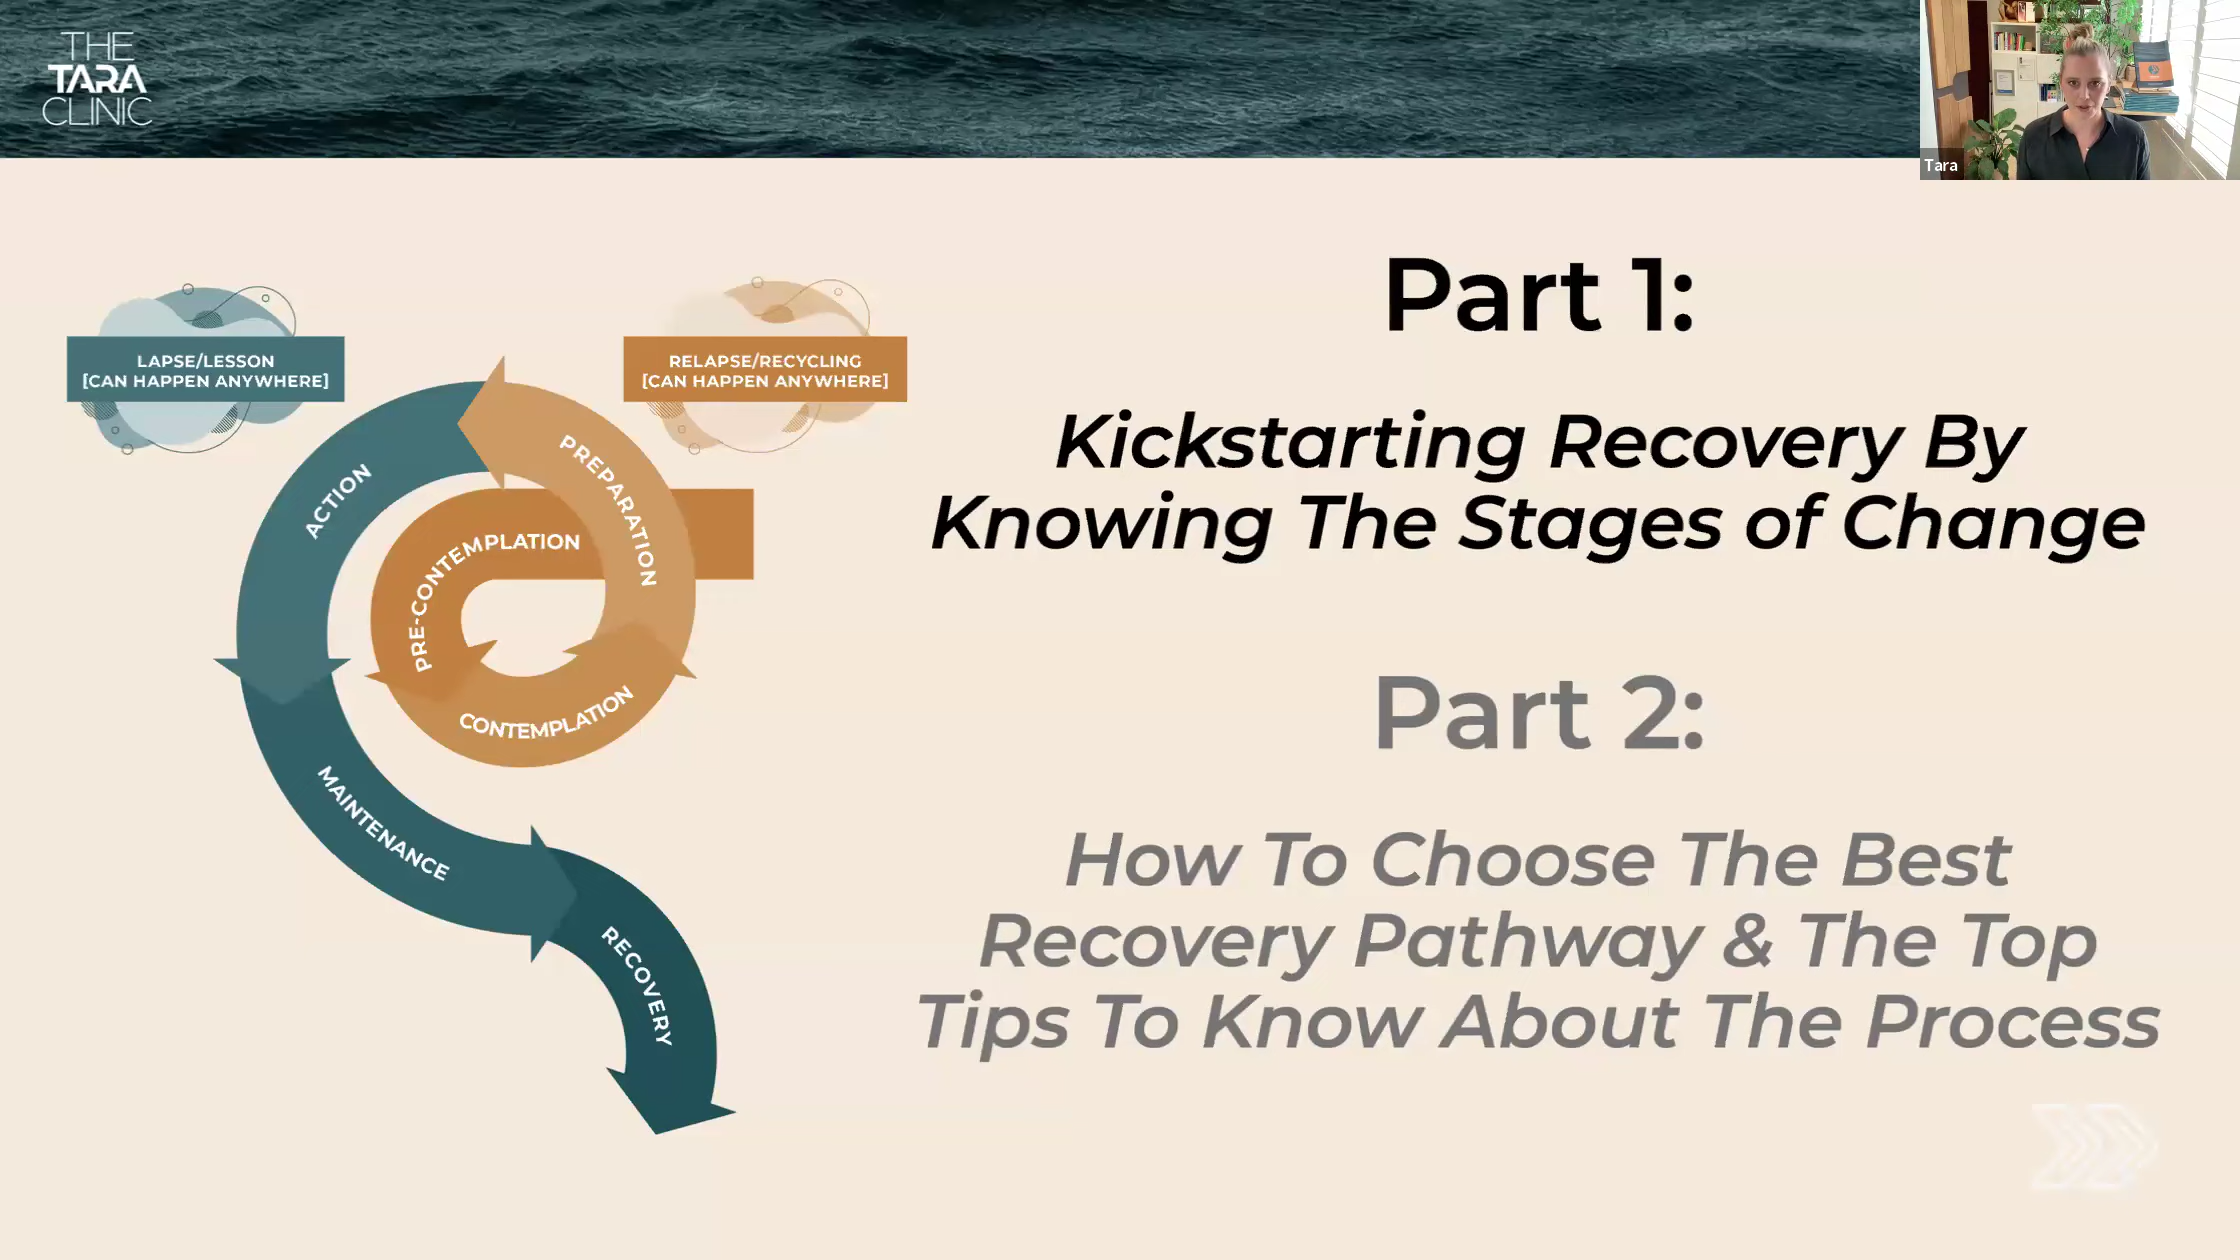 THE
TARA
CLINIC
Tara
LAPSE/LESSON
[CAN HAPPEN ANYWHERE]
RELAPSE/RECYCLING
[CAN HAPPEN ANYWHERE]
PRE-CONTEMPLATION
CONTEMPLATION
PREPARATION
ACTION
MAINTENANCE
RECOVERY
Part 1:
Kickstarting Recovery By
Knowing The Stages of Change
Part 2:
How To Choose The Best
Recovery Pathway & The Top
Tips To Know About The Process